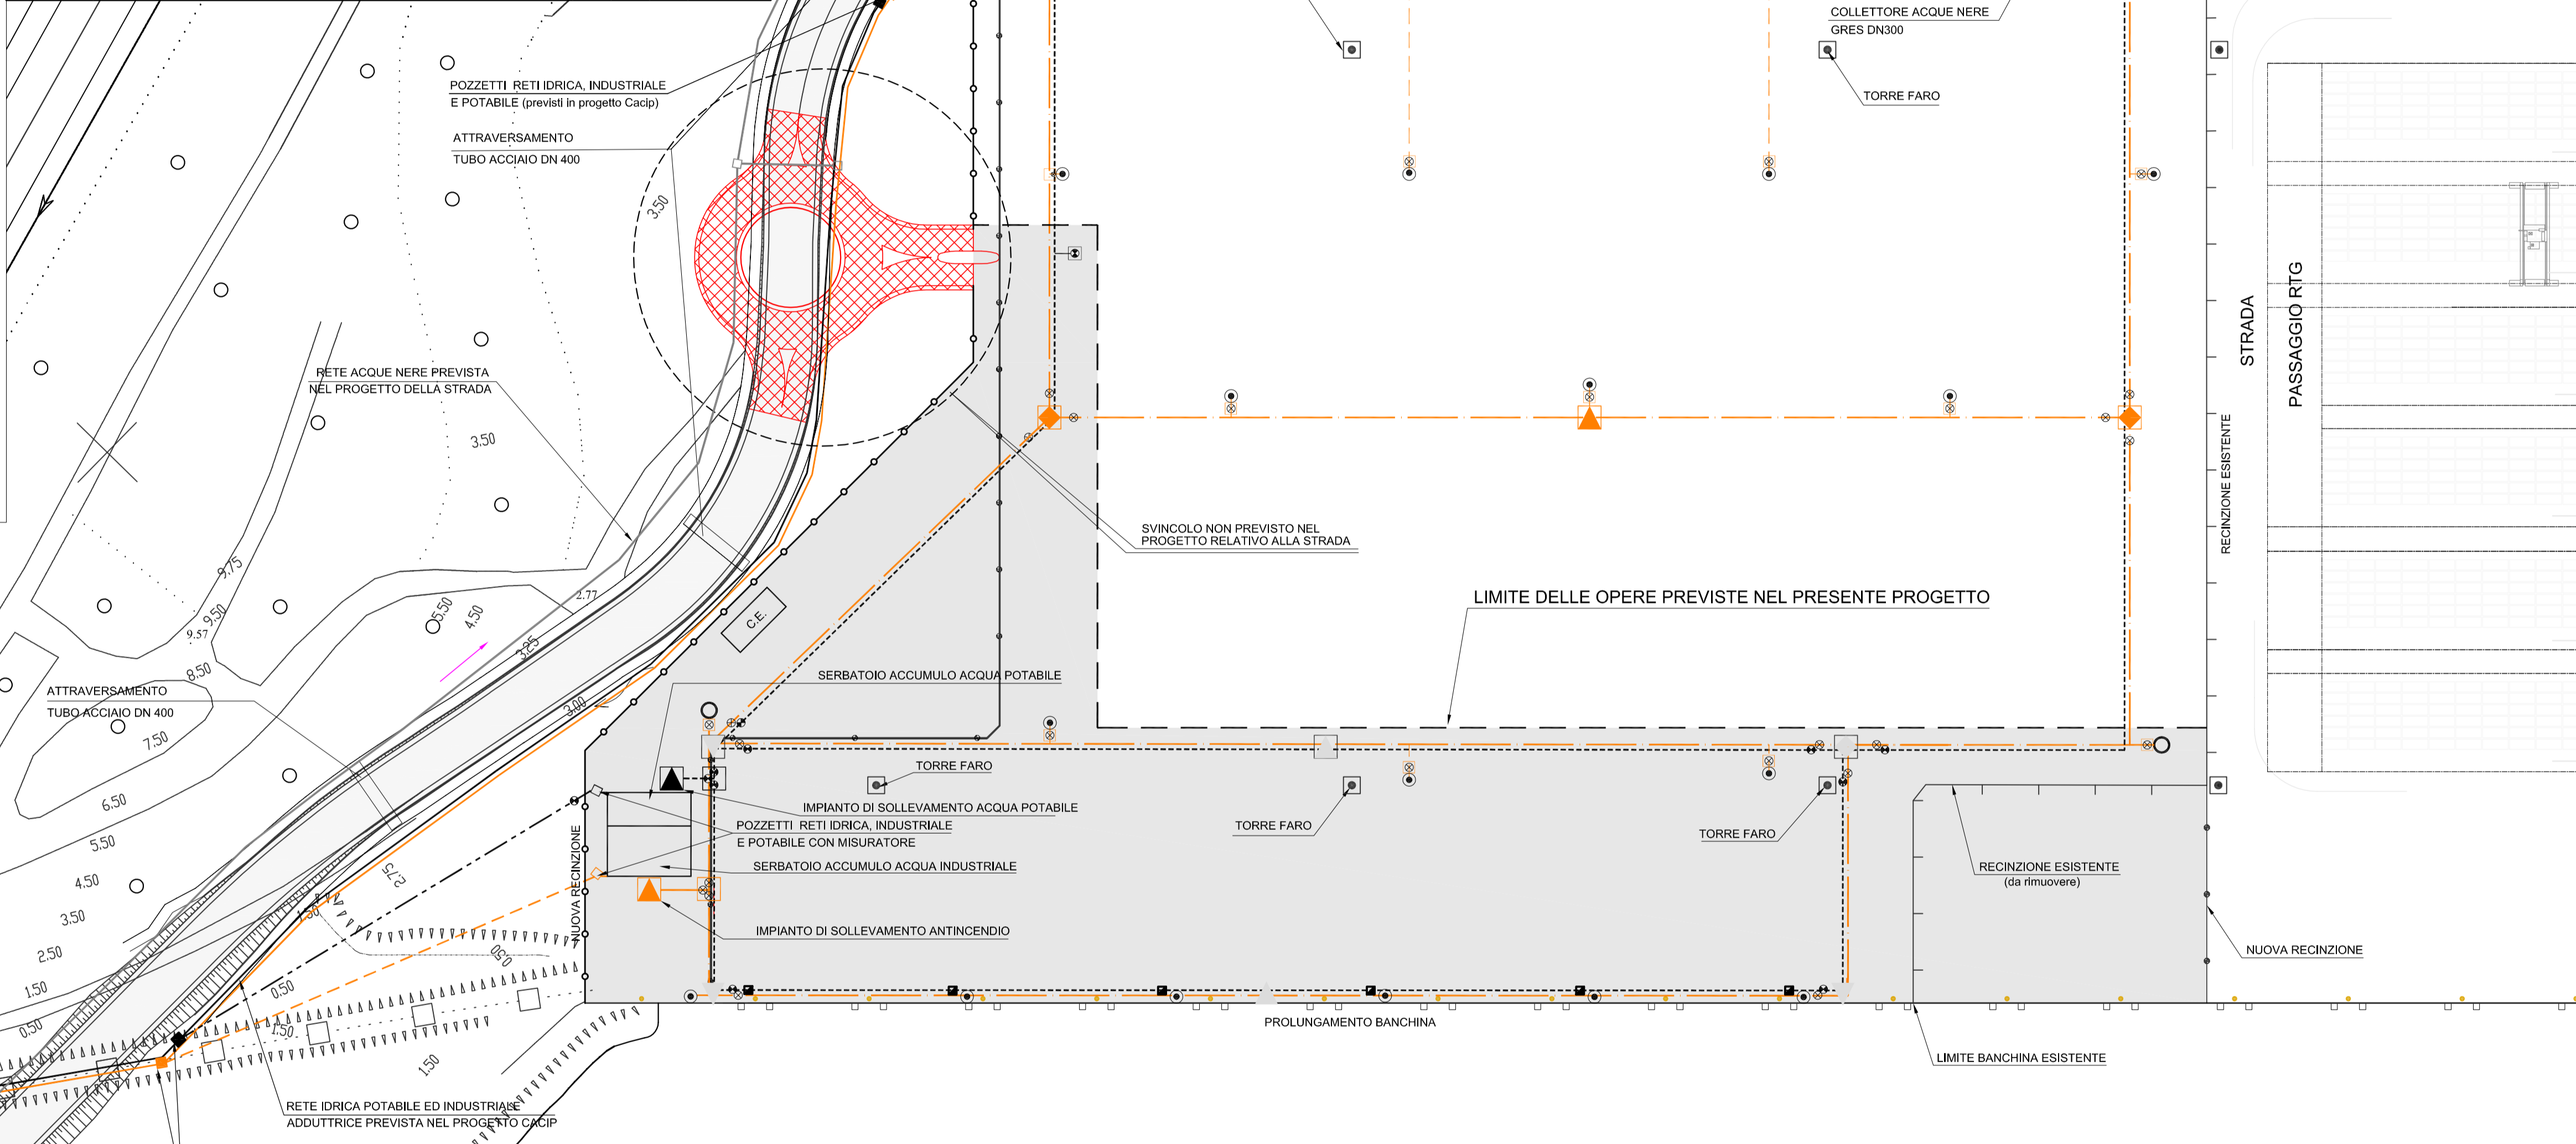 COLLETTORE ACQUE NERE
GRES DN300
TORRE FARO
POZZETTI RETI IDRICA, INDUSTRIALE
E POTABILE (previsti in progetto Cacip)
ATTRAVERSAMENTO
TUBO ACCIAIO DN 400
3.50
RETE ACQUE NERE PREVISTA
NEL PROGETTO DELLA STRADA
3.50
STRADA
PASSAGGIO RTG
RECINZIONE ESISTENTE
SVINCOLO NON PREVISTO NEL
PROGETTO RELATIVO ALLA STRADA
LIMITE DELLE OPERE PREVISTE NEL PRESENTE PROGETTO
9.75
9.50
9.57
8.50
5.50
4.50
2.77
3.25
3.00
C.E.
ATTRAVERSAMENTO
TUBO ACCIAIO DN 400
7.50
6.50
5.50
4.50
3.50
2.50
1.50
0.50
SERBATOIO ACCUMULO ACQUA POTABILE
TORRE FARO
IMPIANTO DI SOLLEVAMENTO ACQUA POTABILE
POZZETTI RETI IDRICA, INDUSTRIALE
E POTABILE CON MISURATORE
SERBATOIO ACCUMULO ACQUA INDUSTRIALE
NUOVA RECINZIONE
IMPIANTO DI SOLLEVAMENTO ANTINCENDIO
TORRE FARO
TORRE FARO
RECINZIONE ESISTENTE
(da rimuovere)
NUOVA RECINZIONE
2.75
1.50
0.50
0.50
1.50
1.50
PROLUNGAMENTO BANCHINA
LIMITE BANCHINA ESISTENTE
RETE IDRICA POTABILE ED INDUSTRIALE
ADDUTTRICE PREVISTA NEL PROGETTO CACIP